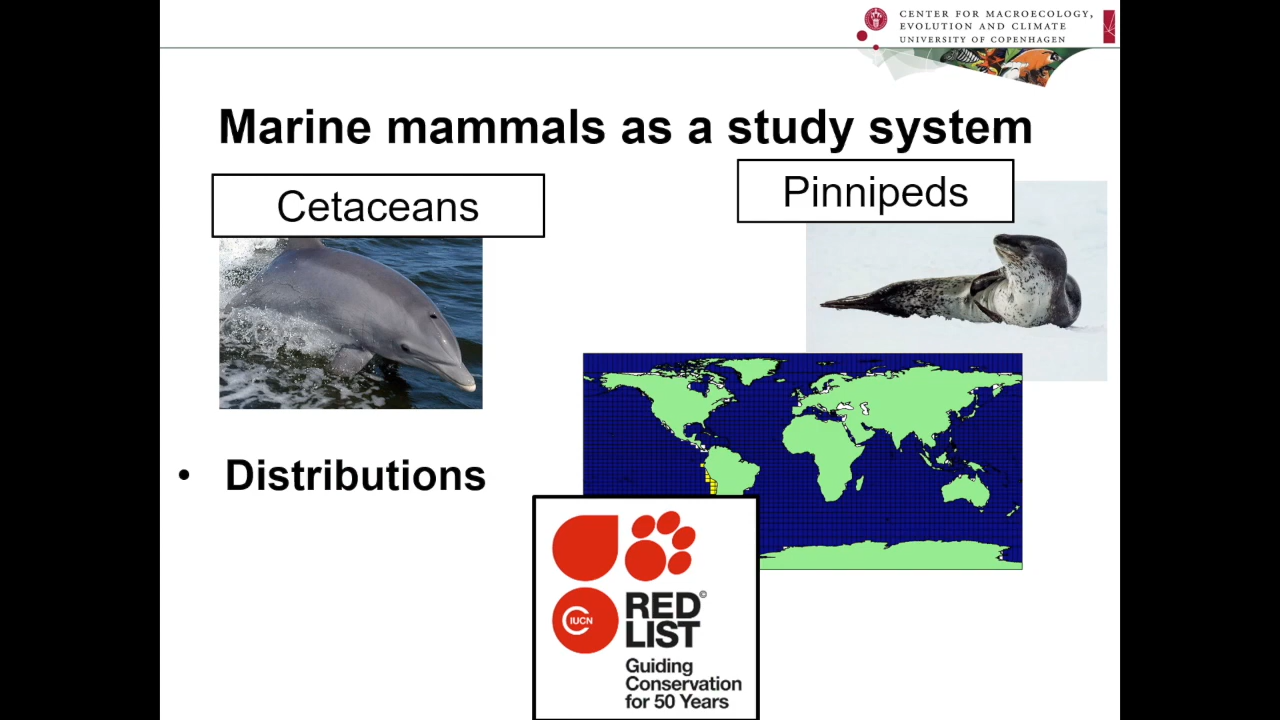 CENTER FOR MACROECOLOGY,
EVOLUTION AND CLIMATE
UNIVERSITY OF COPENHAGEN
Marine mammals as a study system
Cetaceans
Pinnipeds
• Distributions
IUCN
RED©
LIST
Guiding
Conservation
for 50 Years